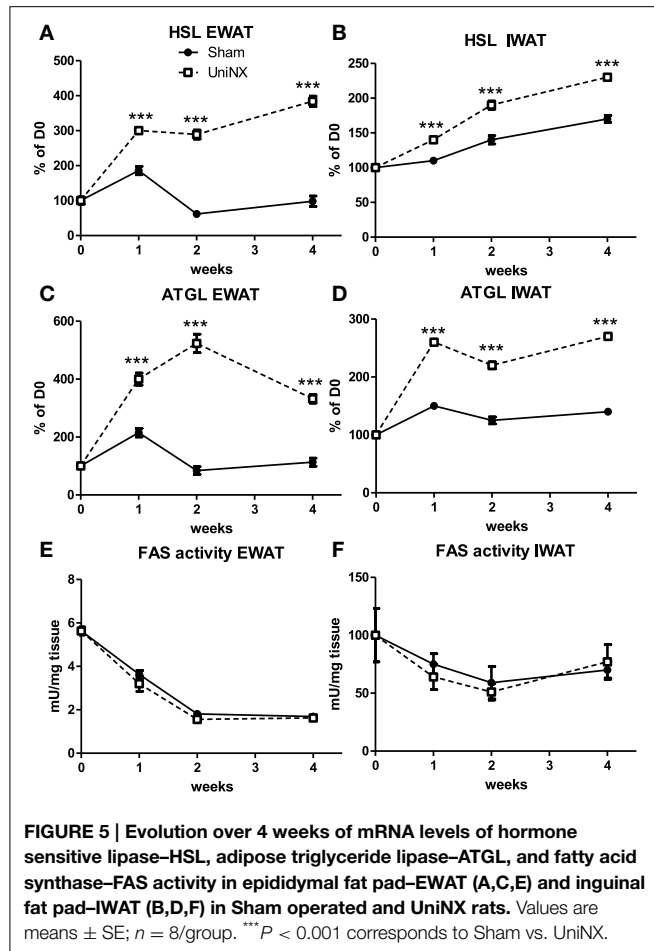 A
HSL EWAT
Sham
UniNX
500
400
300
200
100
0
% of D0
***
***
***
0 1 2 3 4
weeks
B
HSL IWAT
250
200
150
100
50
0
% of D0
***
***
***
0 1 2 3 4
weeks
C
ATGL EWAT
600
400
200
0
% of D0
***
***
***
0 1 2 3 4
weeks
D
ATGL IWAT
300
200
100
0
% of D0
***
***
***
0 1 2 3 4
weeks
E
FAS activity EWAT
8
6
4
2
0
mU/mg tissue
0 1 2 3 4
weeks
F
FAS activity IWAT
150
100
50
0
mU/mg tissue
0 1 2 3 4
weeks
FIGURE 5 | Evolution over 4 weeks of mRNA levels of hormone
sensitive lipase–HSL, adipose triglyceride lipase–ATGL, and fatty acid
synthase–FAS activity in epididymal fat pad–EWAT (A,C,E) and inguinal
fat pad–IWAT (B,D,F) in Sham operated and UniNX rats. Values are
means ± SE; n = 8/group. ***P < 0.001 corresponds to Sham vs. UniNX.